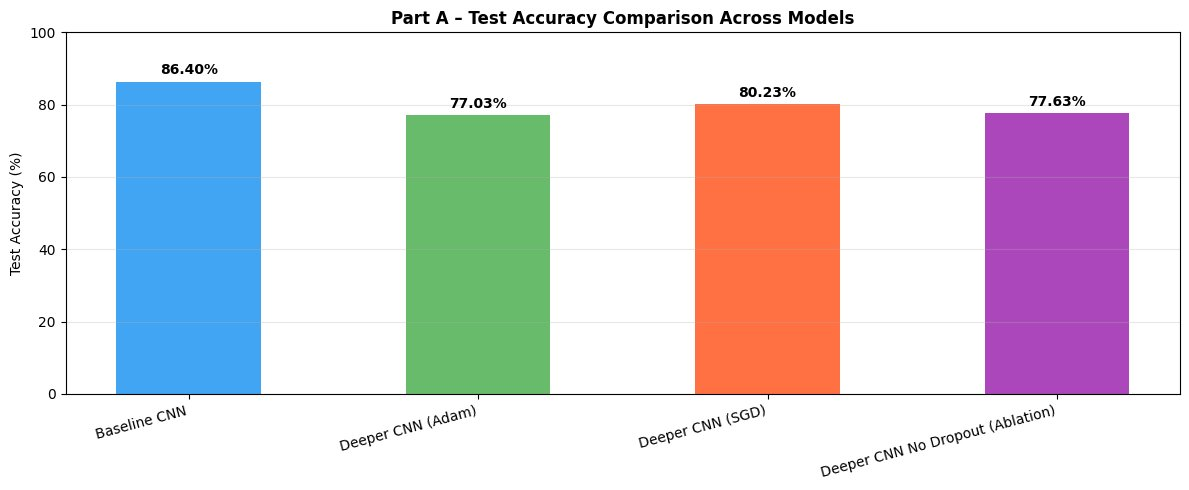 Part A – Test Accuracy Comparison Across Models
100
80
60
40
20
0
Test Accuracy (%)
86.40%
77.03%
80.23%
77.63%
Baseline CNN
Deeper CNN (Adam)
Deeper CNN (SGD)
Deeper CNN No Dropout (Ablation)